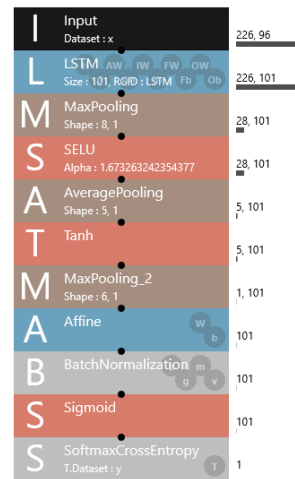 I Input
Dataset : x
226, 96
L LSTM AW IW FW OW
Size : 101, RGID : LSTM Fb Ob
226, 101
M MaxPooling
Shape : 8, 1
28, 101
S SELU
Alpha : 1.673263242354377
28, 101
A AveragePooling
Shape : 5, 1
5, 101
T Tanh
5, 101
M MaxPooling_2
Shape : 6, 1
1, 101
A Affine W
b
101
B BatchNormalization m
g v
101
S Sigmoid
101
S SoftmaxCrossEntropy
T.Dataset : y T
1